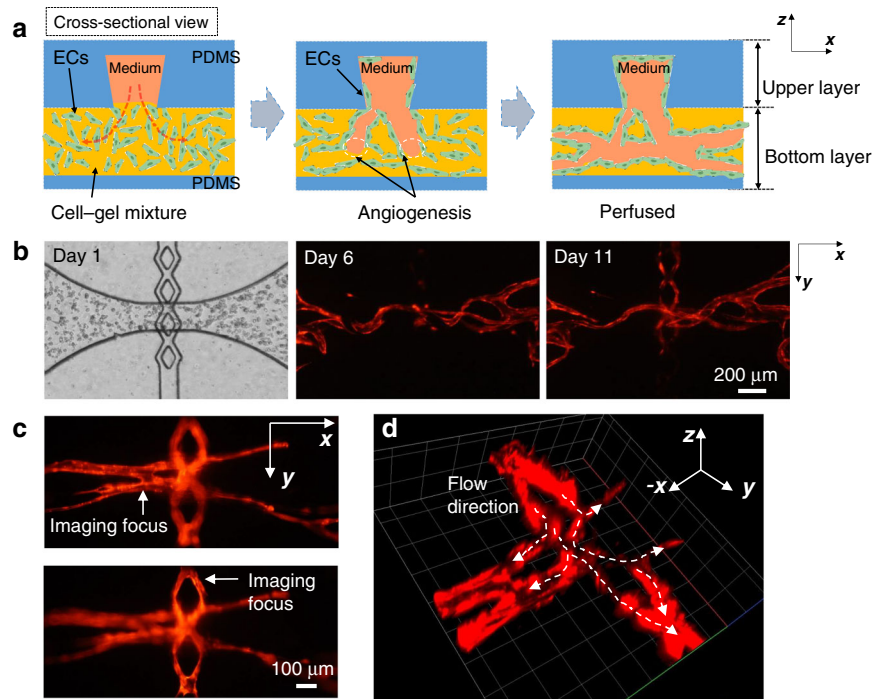 Cross-sectional view
a
ECs
Medium
PDMS
PDMS
Cell–gel mixture
ECs
Medium
Angiogenesis
Medium
Perfused
z
x
Upper layer
Bottom layer
b
Day 1
Day 6
Day 11
200 μm
x
y
c
x
y
Imaging focus
Imaging
focus
100 μm
d
Flow
direction
z
-x
y